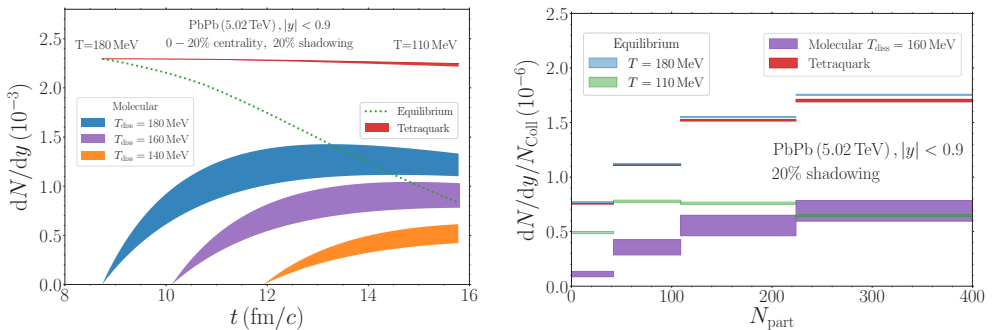 PbPb (5.02 TeV), |y| < 0.9
T=180 MeV
0 − 20% centrality, 20% shadowing
T=110 MeV
Molecular
T_diss = 180 MeV
T_diss = 160 MeV
T_diss = 140 MeV
Equilibrium
Tetraquark
dN/dy (10⁻³)
2.5
2.0
1.5
1.0
0.5
0.0
8
10
12
14
16
t (fm/c)
Equilibrium
T = 180 MeV
T = 110 MeV
Molecular T_diss = 160 MeV
Tetraquark
PbPb (5.02 TeV), |y| < 0.9
20% shadowing
dN/dy/N_Coll (10⁻⁶)
2.5
2.0
1.5
1.0
0.5
0.0
0
100
200
300
400
N_part